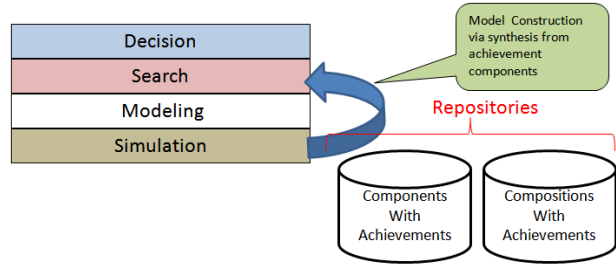 Decision
Search
Modeling
Simulation
Model Construction
via synthesis from
achievement
components
Repositories
Components
With
Achievements
Compositions
With
Achievements